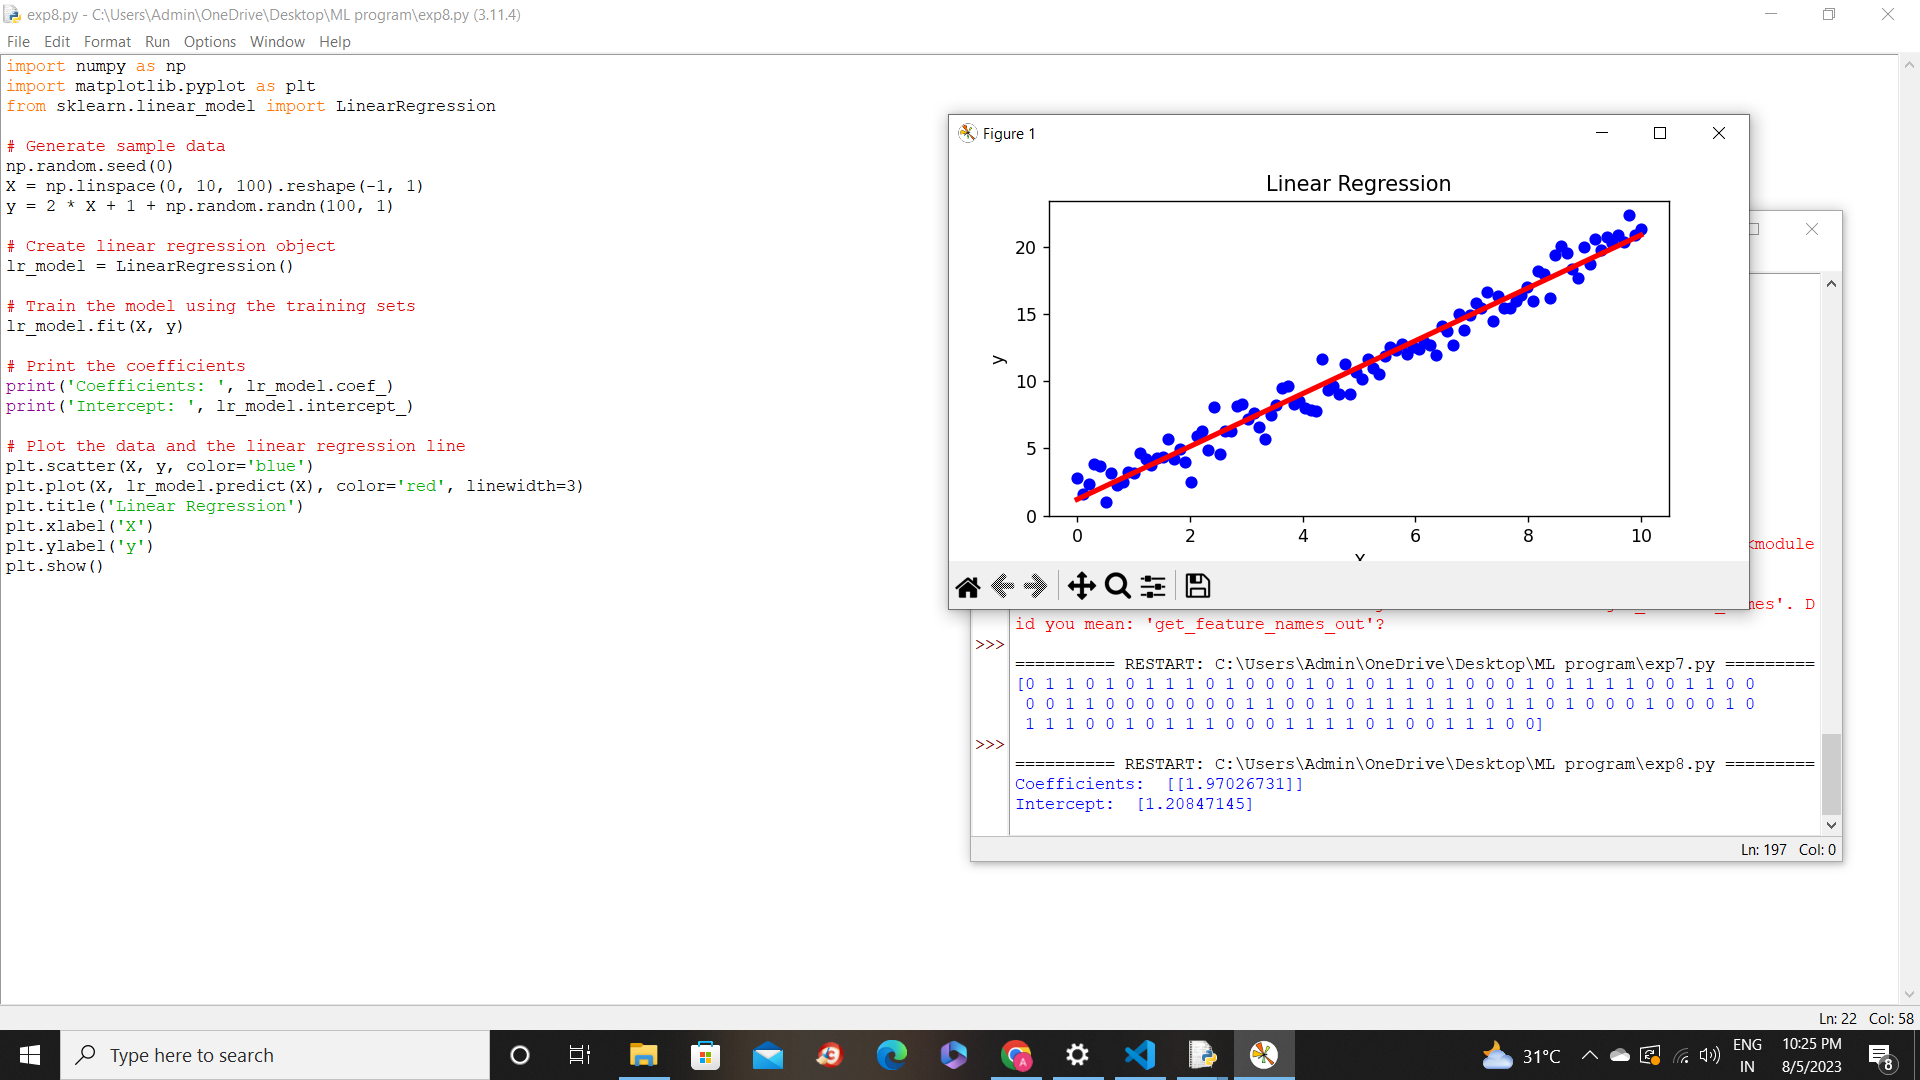 exp8.py - C:\Users\Admin\OneDrive\Desktop\ML program\exp8.py (3.11.4)
File Edit Format Run Options Window Help
import numpy as np
import matplotlib.pyplot as plt
from sklearn.linear_model import LinearRegression
# Generate sample data
np.random.seed(0)
X = np.linspace(0, 10, 100).reshape(-1, 1)
y = 2 * X + 1 + np.random.randn(100, 1)
# Create linear regression object
lr_model = LinearRegression()
# Train the model using the training sets
lr_model.fit(X, y)
# Print the coefficients
print('Coefficients: ', lr_model.coef_)
print('Intercept: ', lr_model.intercept_)
# Plot the data and the linear regression line
plt.scatter(X, y, color='blue')
plt.plot(X, lr_model.predict(X), color='red', linewidth=3)
plt.title('Linear Regression')
plt.xlabel('X')
plt.ylabel('y')
plt.show()
Figure 1
Linear Regression
20
15
10
5
0
y
0 2 4 6 8 10
X
<module
mes'. D
id you mean: 'get_feature_names_out'?
>>>
========== RESTART: C:\Users\Admin\OneDrive\Desktop\ML program\exp7.py =========
[0 1 1 0 1 0 1 1 1 0 1 0 0 0 1 0 1 0 1 1 0 1 0 0 0 1 0 1 1 1 1 0 0 1 1 0 0
0 0 1 1 0 0 0 0 0 0 0 1 1 0 0 1 0 1 1 1 1 1 1 0 1 1 0 1 0 0 0 1 0 0 0 1 0
1 1 1 0 0 1 0 1 1 1 0 0 0 1 1 1 1 0 1 0 0 1 1 1 0 0]
>>>
========== RESTART: C:\Users\Admin\OneDrive\Desktop\ML program\exp8.py =========
Coefficients:  [[1.97026731]]
Intercept:  [1.20847145]
Ln: 197 Col: 0
Ln: 22 Col: 58
Type here to search
31°C
ENG
IN
10:25 PM
8/5/2023
8